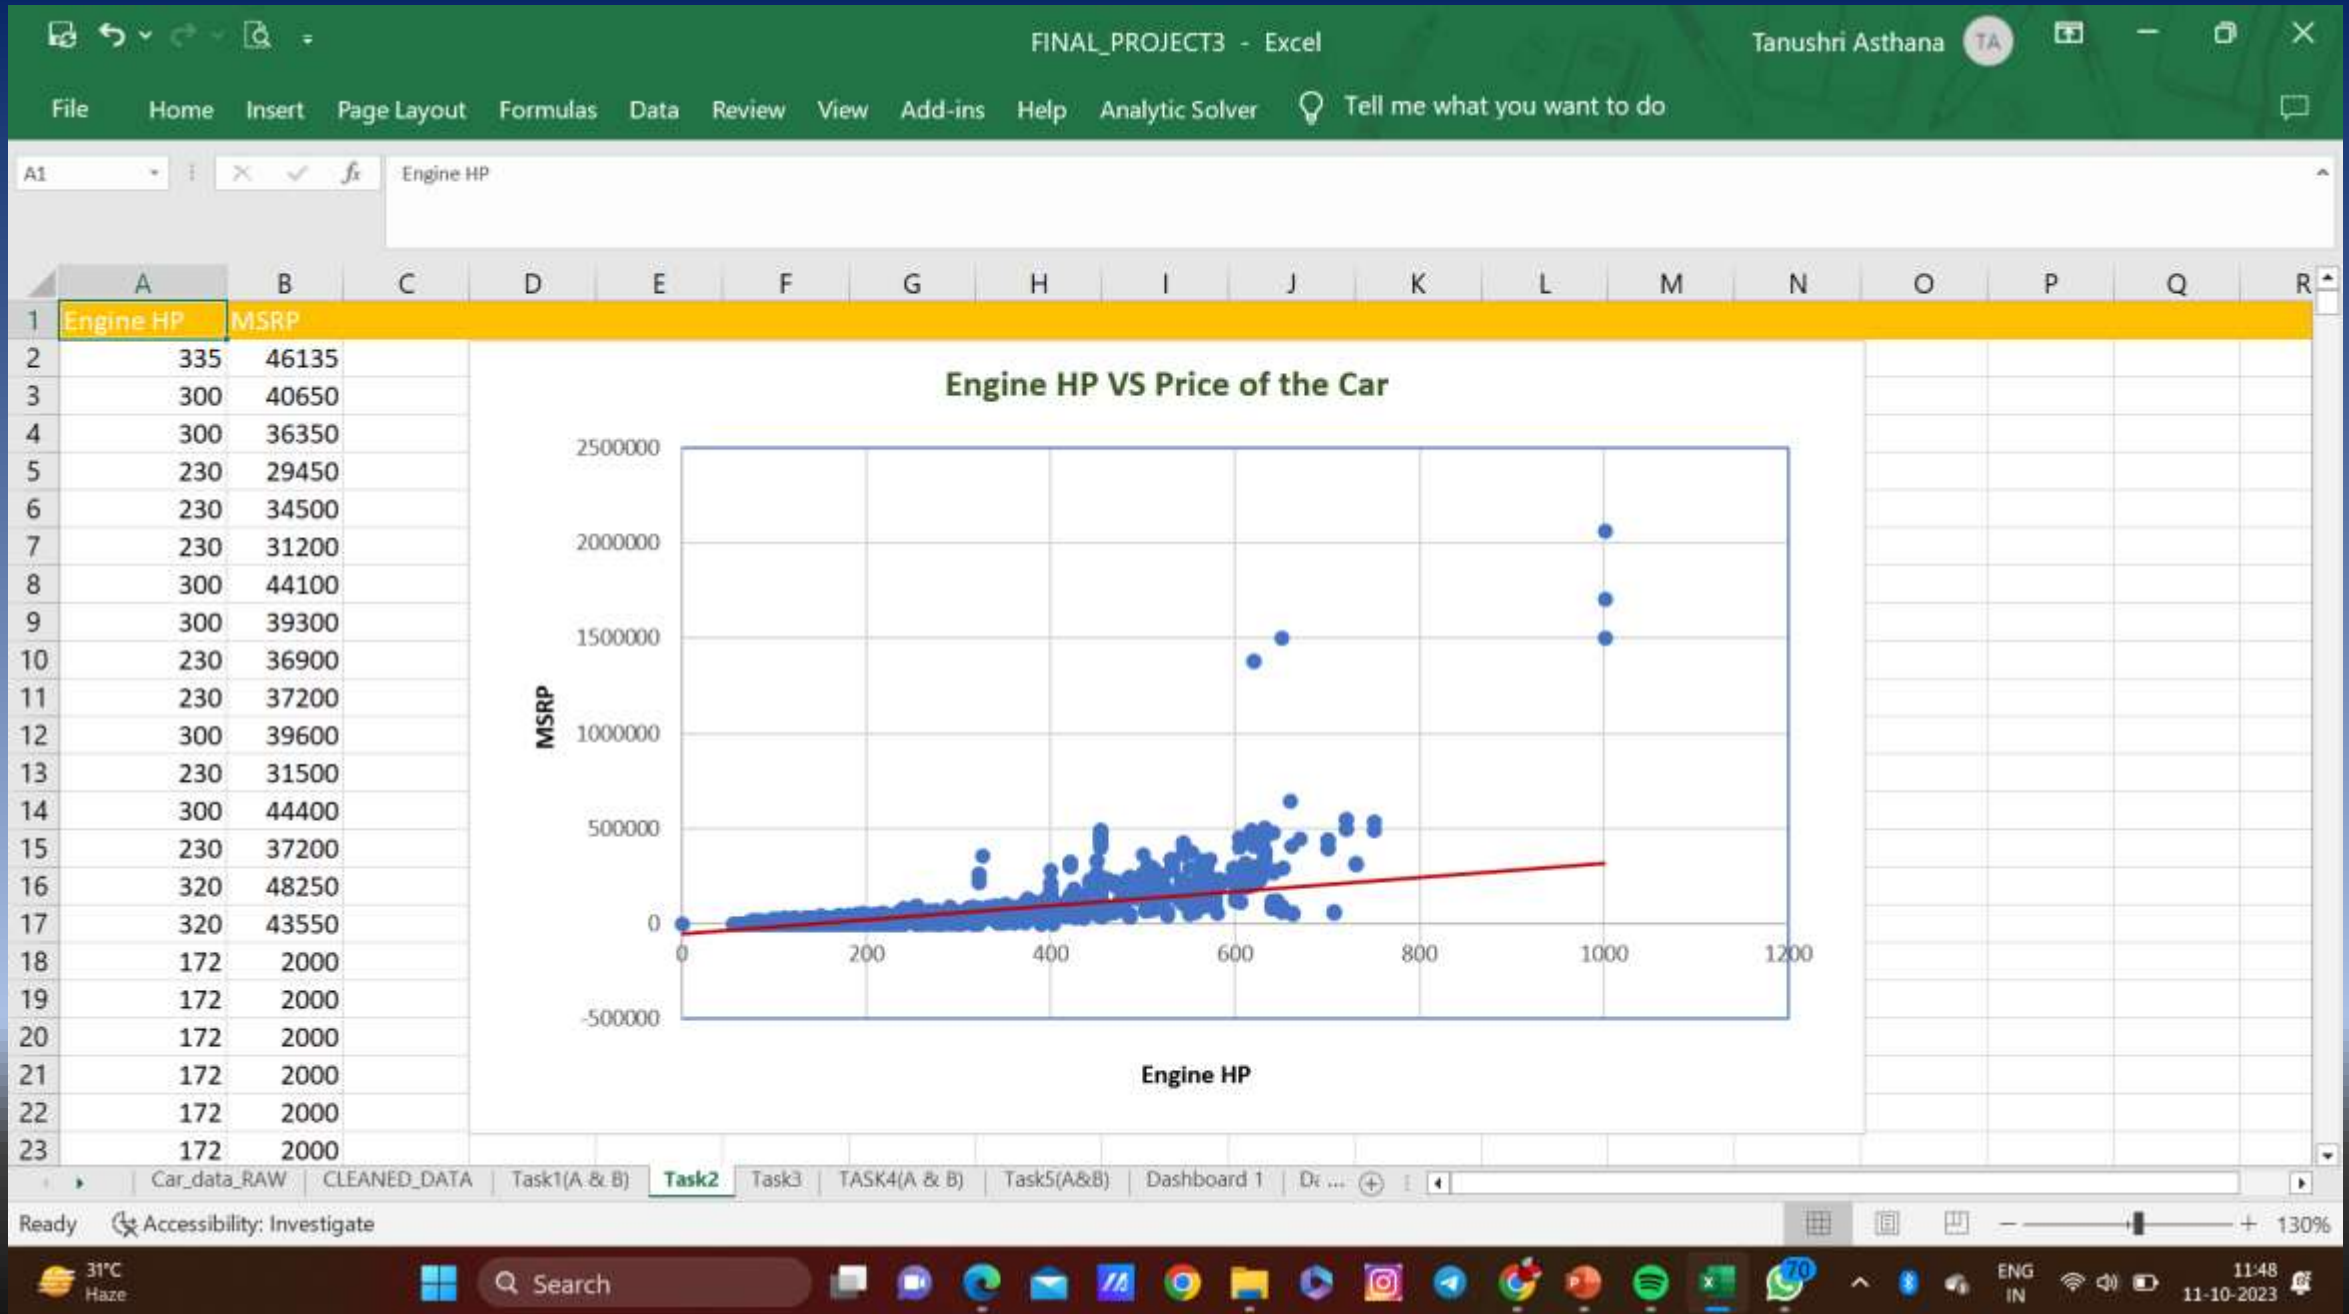 FINAL_PROJECT3 - Excel
Tanushri Asthana TA
File Home Insert Page Layout Formulas Data Review View Add-ins Help Analytic Solver Tell me what you want to do
A1 fx Engine HP
A B C D E F G H I J K L M N O P Q R
1 Engine HP MSRP
2 335 46135
3 300 40650
4 300 36350
5 230 29450
6 230 34500
7 230 31200
8 300 44100
9 300 39300
10 230 36900
11 230 37200
12 300 39600
13 230 31500
14 300 44400
15 230 37200
16 320 48250
17 320 43550
18 172 2000
19 172 2000
20 172 2000
21 172 2000
22 172 2000
23 172 2000
Engine HP VS Price of the Car
2500000
2000000
1500000
1000000
500000
0
-500000
MSRP
0 200 400 600 800 1000 1200
Engine HP
Car_data_RAW CLEANED_DATA Task1(A & B) Task2 Task3 TASK4(A & B) Task5(A&B) Dashboard 1 Da ...
Ready Accessibility: Investigate 130%
31°C
Haze
Search
70
ENG
IN
11:48
11-10-2023